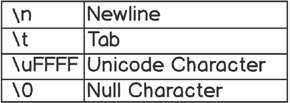 \n Newline
\t Tab
\uFFFF Unicode Character
\0 Null Character